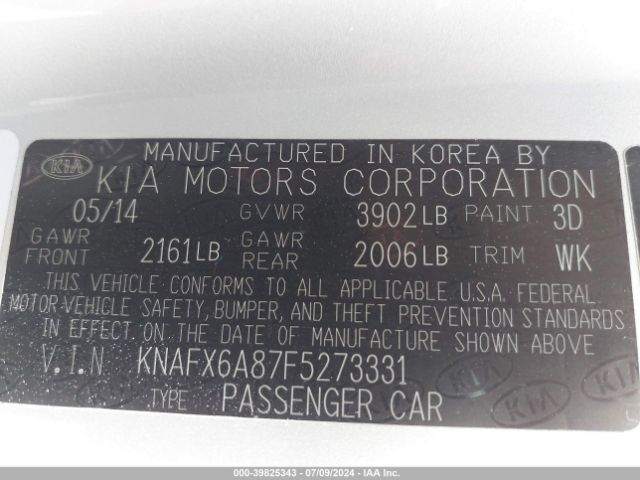 KIA
MANUFACTURED IN KOREA BY
KIA MOTORS CORPORATION
05/14 GVWR 3902LB PAINT 3D
GAWR FRONT 2161LB GAWR REAR 2006LB TRIM WK
THIS VEHICLE CONFORMS TO ALL APPLICABLE U.S.A. FEDERAL
MOTOR-VEHICLE SAFETY, BUMPER, AND THEFT PREVENTION STANDARDS
IN EFFECT ON THE DATE OF MANUFACTURE SHOWN ABOVE
V.I.N KNAFX6A87F5273331
TYPE PASSENGER CAR
KIA
000-39825343 - 07/09/2024 - IAA Inc.